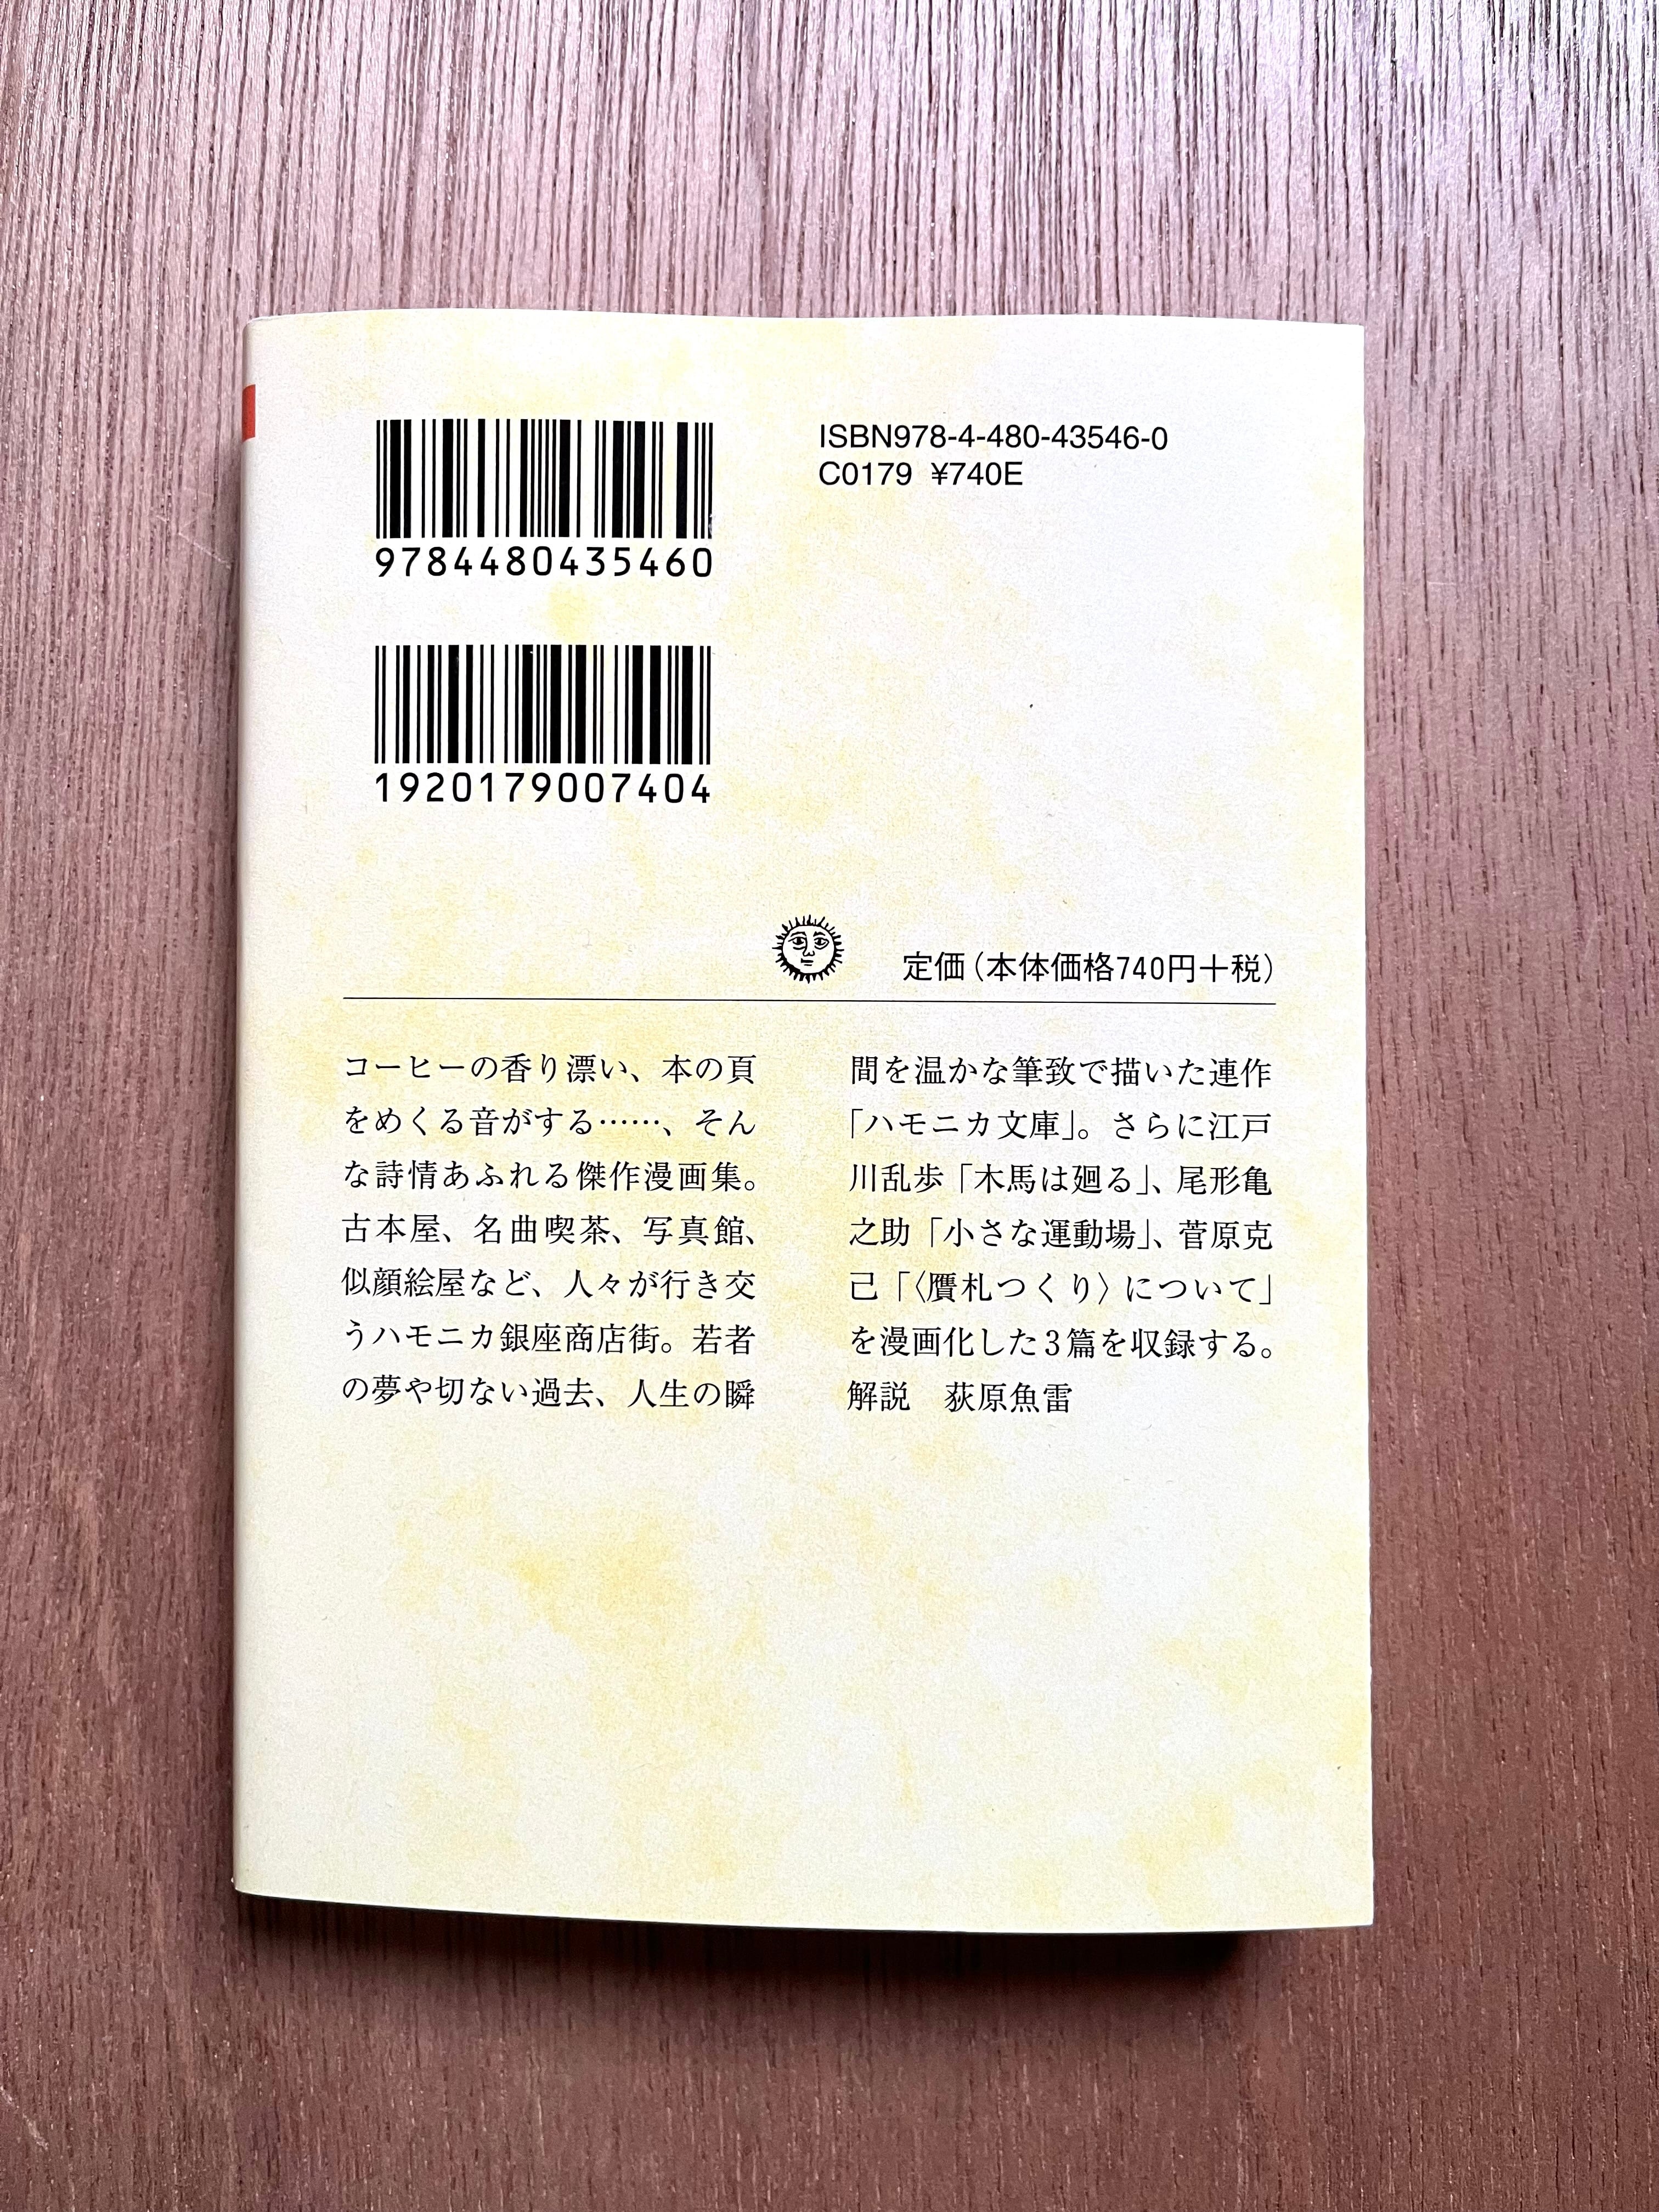 9784480435460
ISBN978-4-480-43546-0
C0179 ¥740E
1920179007404
定価(本体価格740円+税)
コーヒーの香り漂い、本の頁
をめくる音がする……、そん
な詩情あふれる傑作漫画集。
古本屋、名曲喫茶、写真館、
似顔絵屋など、人々が行き交
うハモニカ銀座商店街。若者
の夢や切ない過去、人生の瞬
間を温かな筆致で描いた連作
「ハモニカ文庫」。さらに江戸
川乱歩「木馬は廻る」、尾形亀
之助「小さな運動場」、菅原克
己「〈贋札つくり〉について」
を漫画化した3篇を収録する。
解説　荻原魚雷